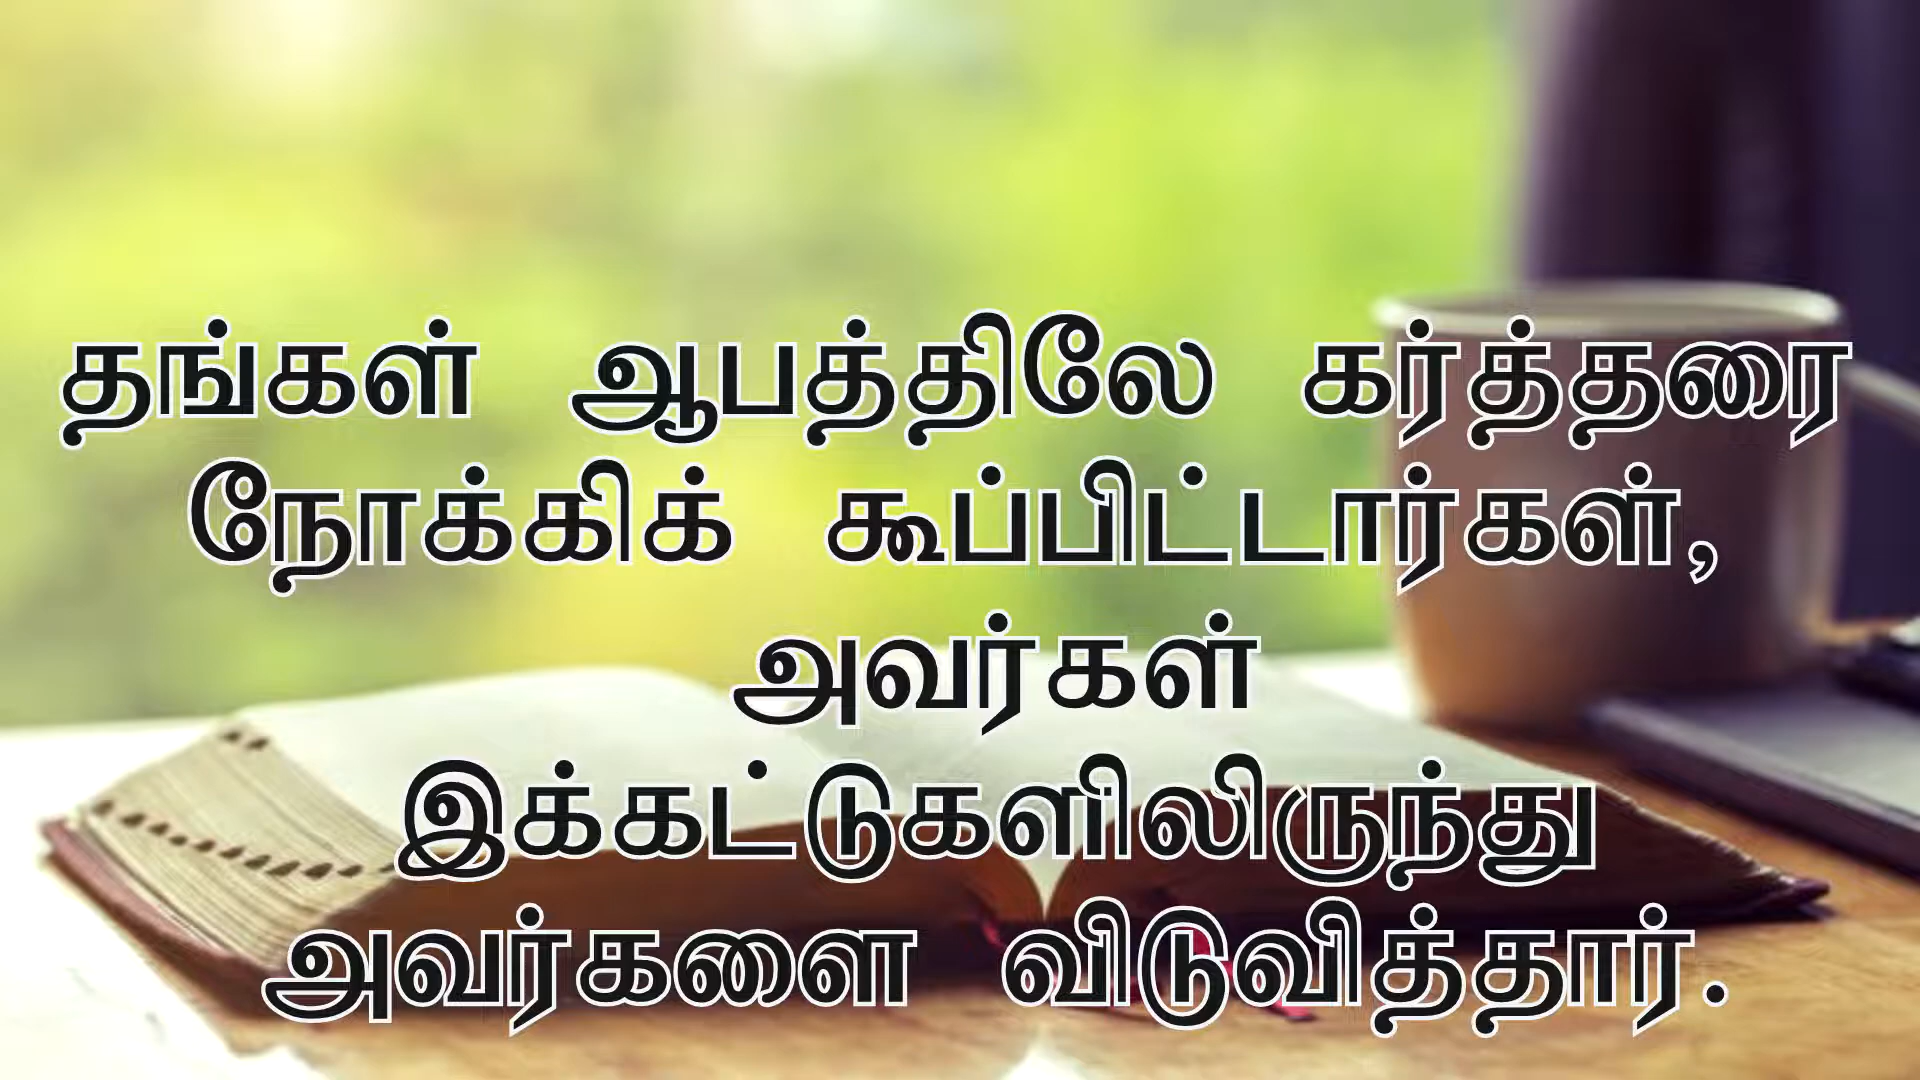 தங்கள் ஆபத்திலே கர்த்தரை
நோக்கிக் கூப்பிட்டார்கள்,
அவர்கள்
இக்கட்டுகளிலிருந்து
அவர்களை விடுவித்தார்.